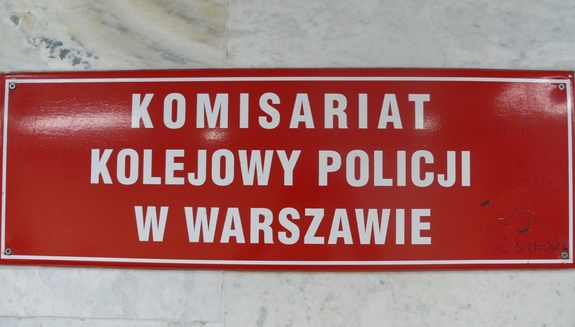 KOMISARIAT
KOLEJOWY POLICJI
W WARSZAWIE